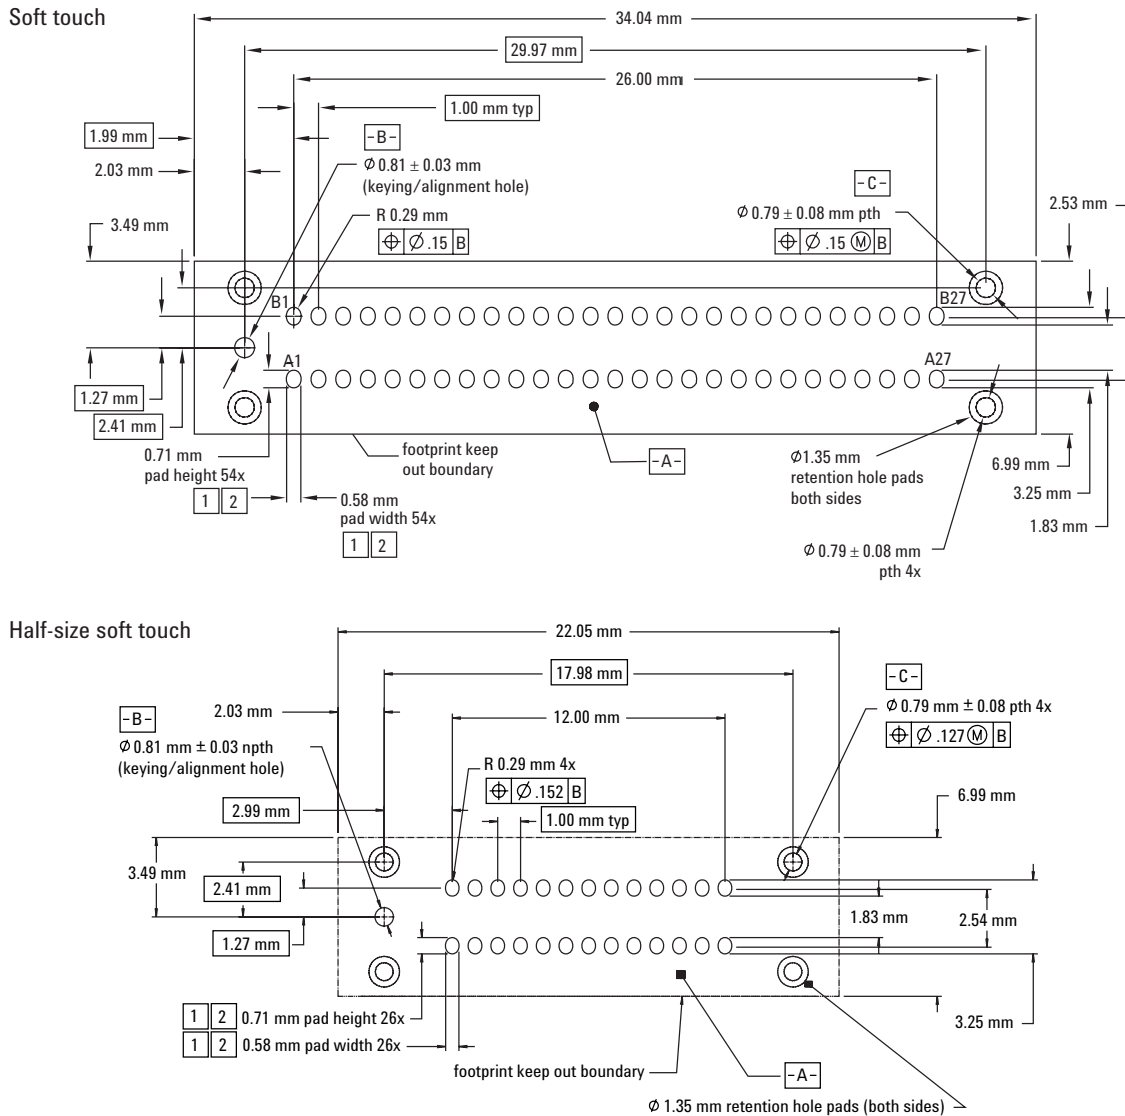 Soft touch
34.04 mm
29.97 mm
26.00 mm
1.00 mm typ
1.99 mm
-B-
2.03 mm
Ø 0.81 ± 0.03 mm
(keying/alignment hole)
-C-
2.53 mm
3.49 mm
R 0.29 mm
⌖ Ø .15 B
Ø 0.79 ± 0.08 mm pth
⌖ Ø .15 Ⓜ B
B1
B27
A1
A27
1.27 mm
2.41 mm
0.71 mm
pad height 54x
1 2
footprint keep
out boundary
-A-
Ø1.35 mm
retention hole pads
both sides
6.99 mm
3.25 mm
1.83 mm
0.58 mm
pad width 54x
1 2
Ø 0.79 ± 0.08 mm
pth 4x
Half-size soft touch
22.05 mm
17.98 mm
-C-
-B-
2.03 mm
12.00 mm
Ø 0.79 mm ± 0.08 pth 4x
⌖ Ø .127 Ⓜ B
Ø 0.81 mm ± 0.03 npth
(keying/alignment hole)
R 0.29 mm 4x
⌖ Ø .152 B
2.99 mm
1.00 mm typ
6.99 mm
3.49 mm
2.41 mm
1.27 mm
1.83 mm
2.54 mm
1 2 0.71 mm pad height 26x
1 2 0.58 mm pad width 26x
3.25 mm
footprint keep out boundary
-A-
Ø 1.35 mm retention hole pads (both sides)